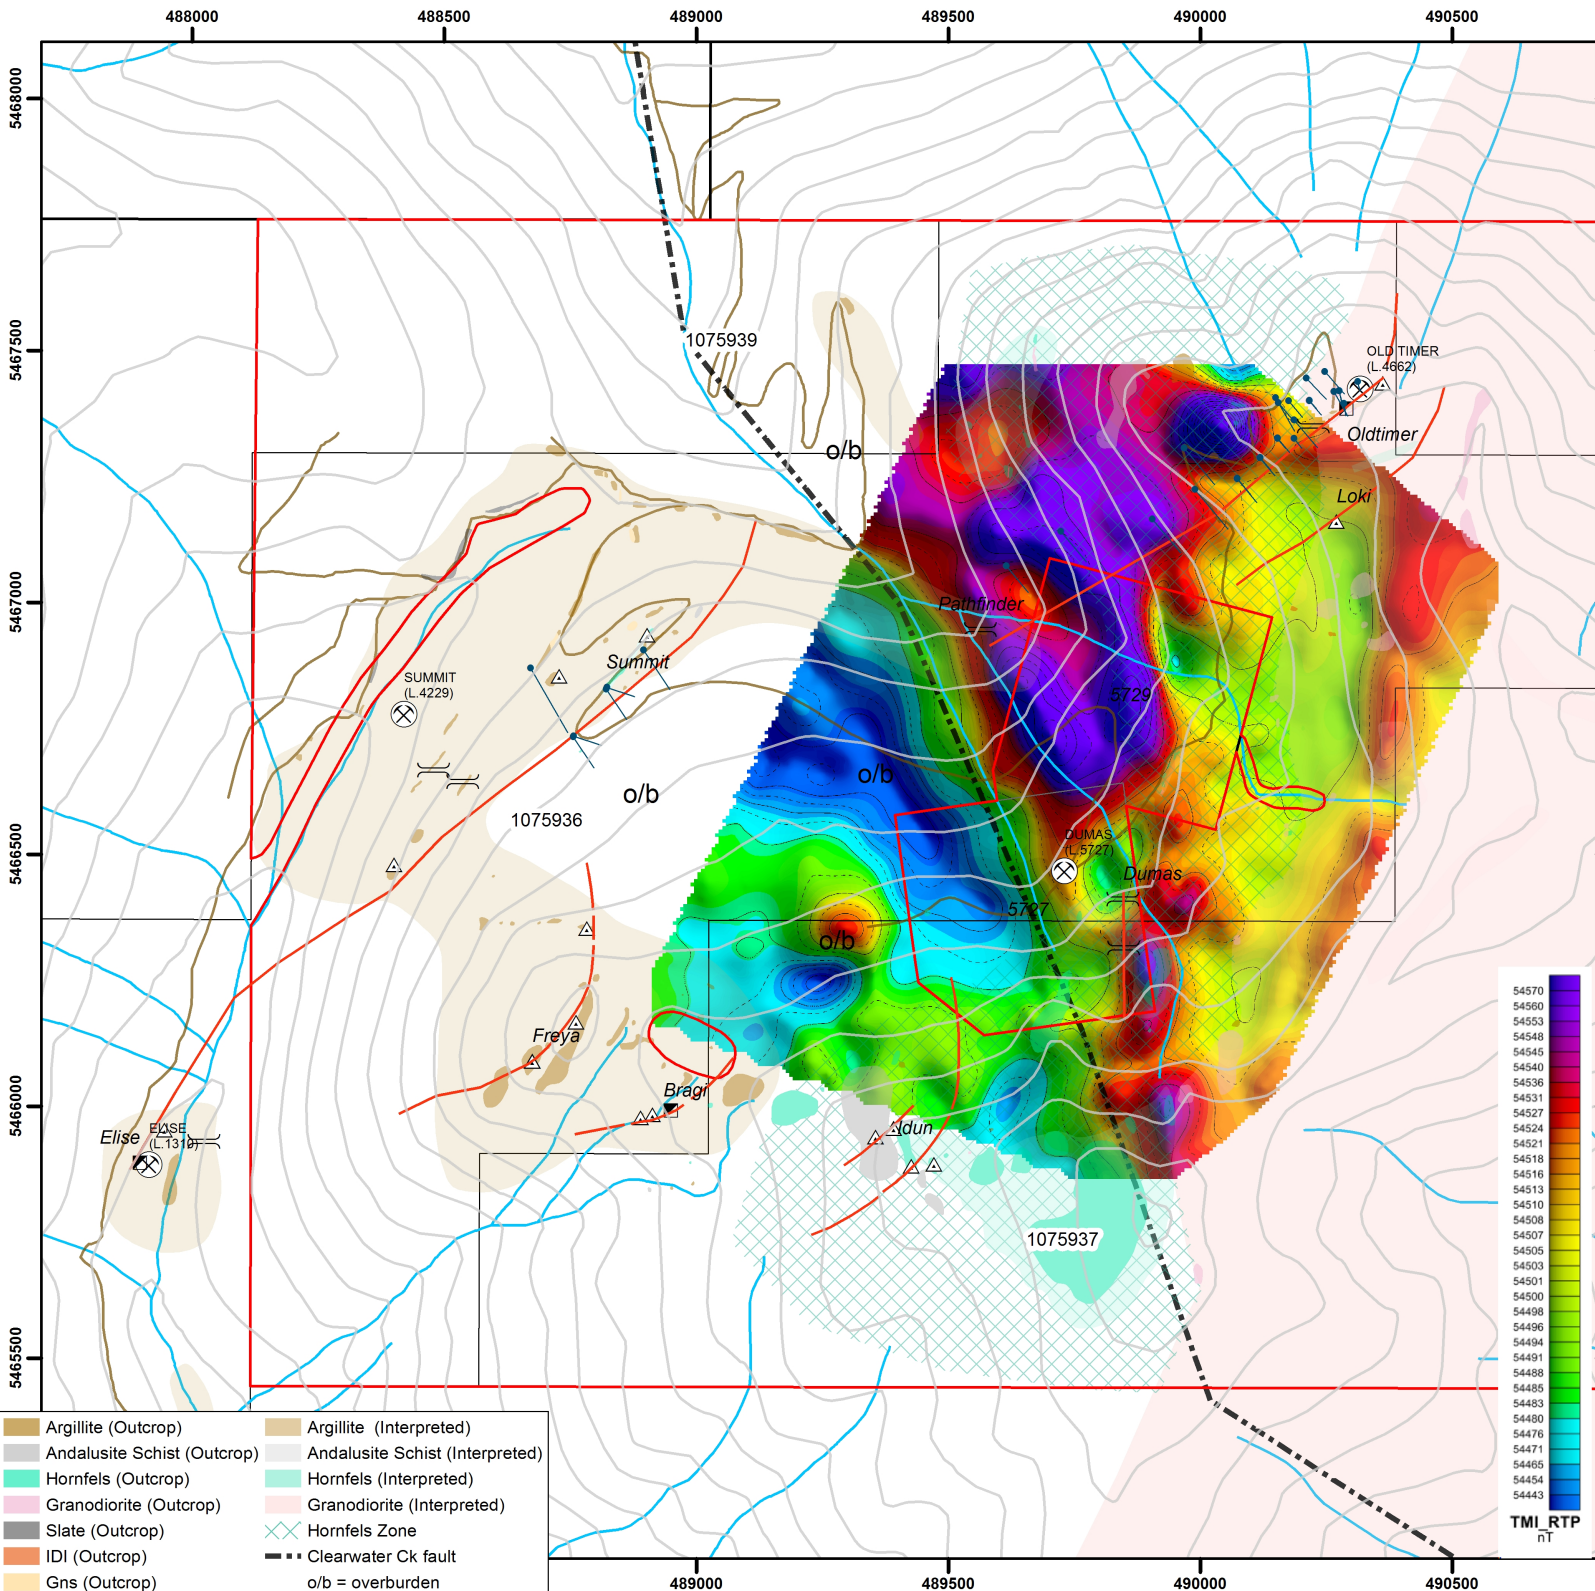 488000 488500 489000 489500 490000 490500
5468000
5467500
5467000
5466500
5466000
5465500
1075939
OLD TIMER
(L.4662)
Oldtimer
o/b
Loki
Pathfinder
Summit
SUMMIT
(L.4229)
5729
o/b
o/b
1075936
DUMAS
(L.5727)
Dumas
5727
o/b
Freya
Bragi
Idun
Elise
ELISE
(L.1319)
1075937
54570
54560
54553
54548
54545
54540
54536
54531
54527
54524
54521
54518
54516
54513
54510
54508
54507
54505
54503
54501
54500
54498
54496
54494
54491
54488
54485
54483
54480
54476
54471
54465
54454
54443
TMI_RTP
nT
Argillite (Outcrop)
Andalusite Schist (Outcrop)
Hornfels (Outcrop)
Granodiorite (Outcrop)
Slate (Outcrop)
IDI (Outcrop)
Gns (Outcrop)
Argillite (Interpreted)
Andalusite Schist (Interpreted)
Hornfels (Interpreted)
Granodiorite (Interpreted)
Hornfels Zone
Clearwater Ck fault
o/b = overburden
489000 489500 490000 490500